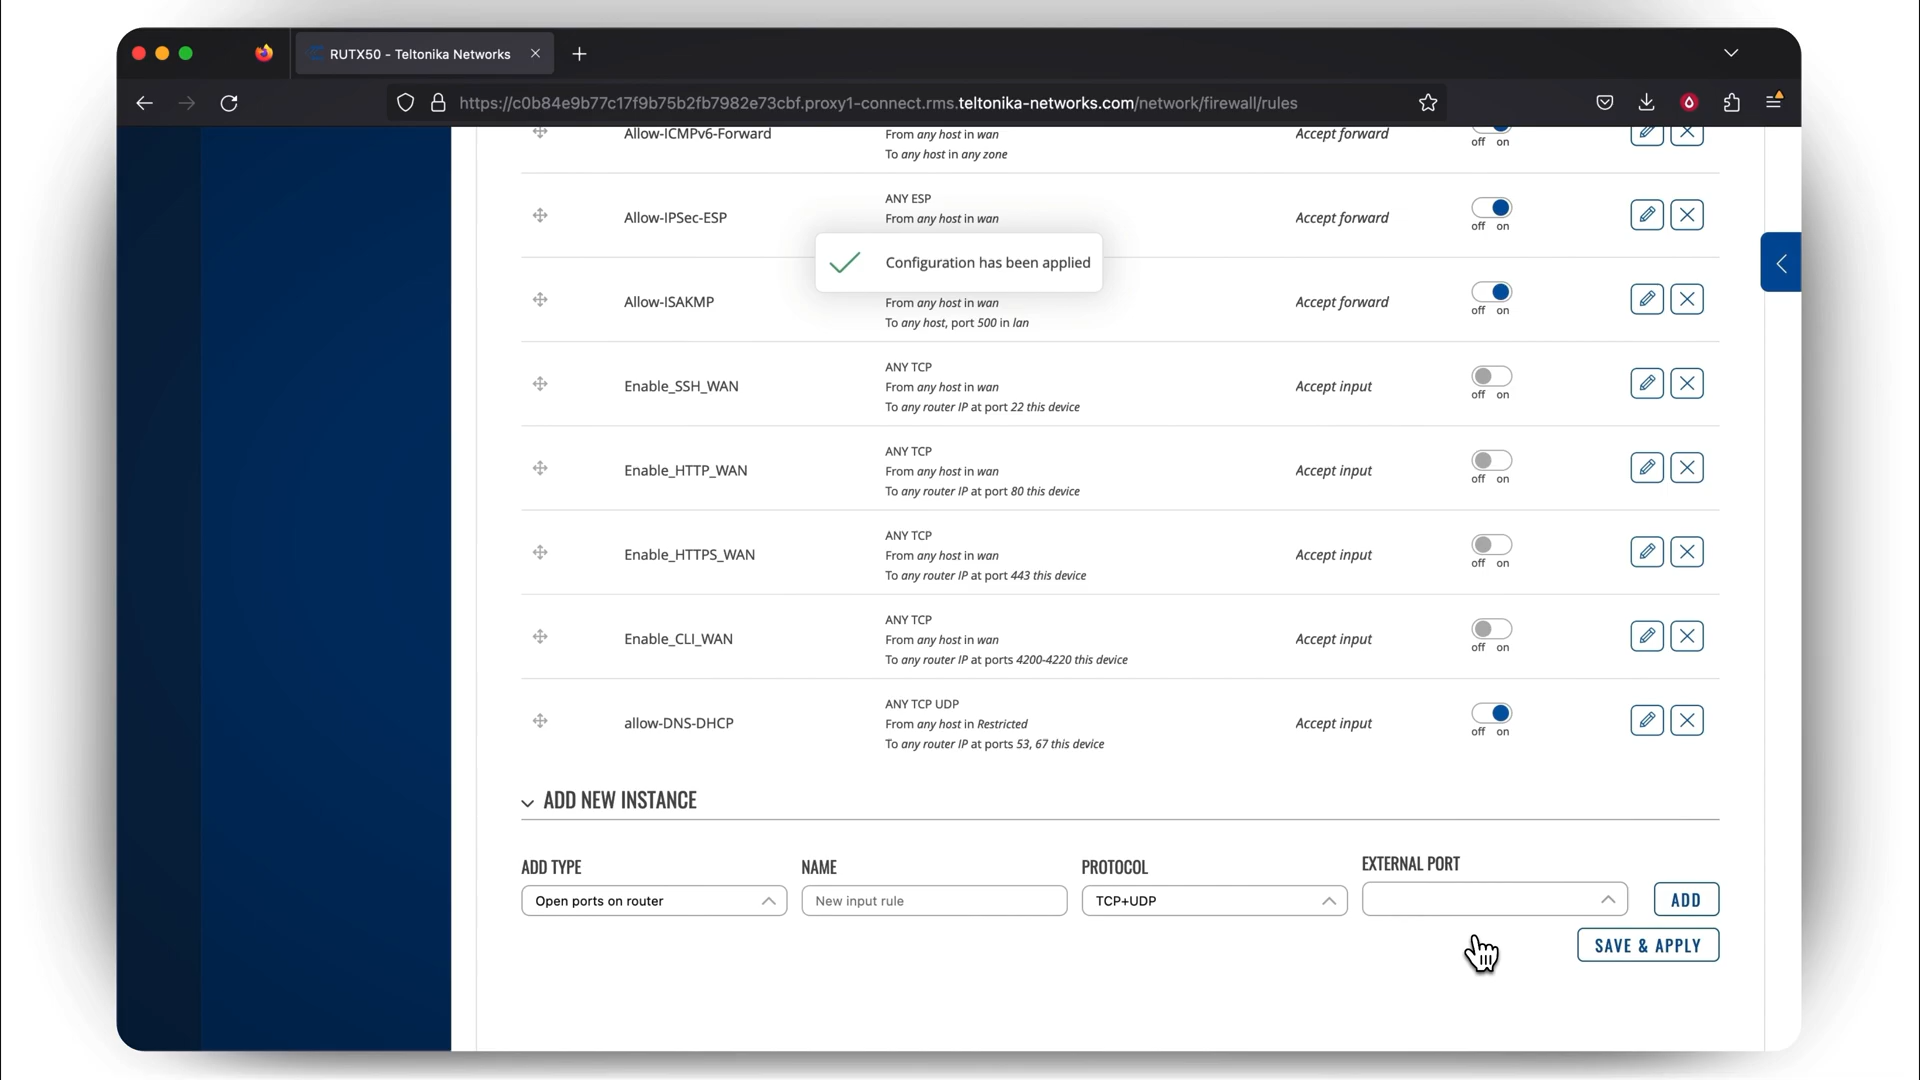 RUTX50 - Teltonika Networks
https://c0b84e9b77c17f9b75b2fb7982e73cbf.proxy1-connect.rms.teltonika-networks.com/network/firewall/rules
Allow-ICMPv6-Forward
From any host in wan
To any host in any zone
Accept forward
off on
Allow-IPSec-ESP
ANY ESP
From any host in wan
Accept forward
off on
Configuration has been applied
Allow-ISAKMP
From any host in wan
To any host, port 500 in lan
Accept forward
off on
Enable_SSH_WAN
ANY TCP
From any host in wan
To any router IP at port 22 this device
Accept input
off on
Enable_HTTP_WAN
ANY TCP
From any host in wan
To any router IP at port 80 this device
Accept input
off on
Enable_HTTPS_WAN
ANY TCP
From any host in wan
To any router IP at port 443 this device
Accept input
off on
Enable_CLI_WAN
ANY TCP
From any host in wan
To any router IP at ports 4200-4220 this device
Accept input
off on
allow-DNS-DHCP
ANY TCP UDP
From any host in Restricted
To any router IP at ports 53, 67 this device
Accept input
off on
ADD NEW INSTANCE
ADD TYPE
Open ports on router
NAME
New input rule
PROTOCOL
TCP+UDP
EXTERNAL PORT
ADD
SAVE & APPLY